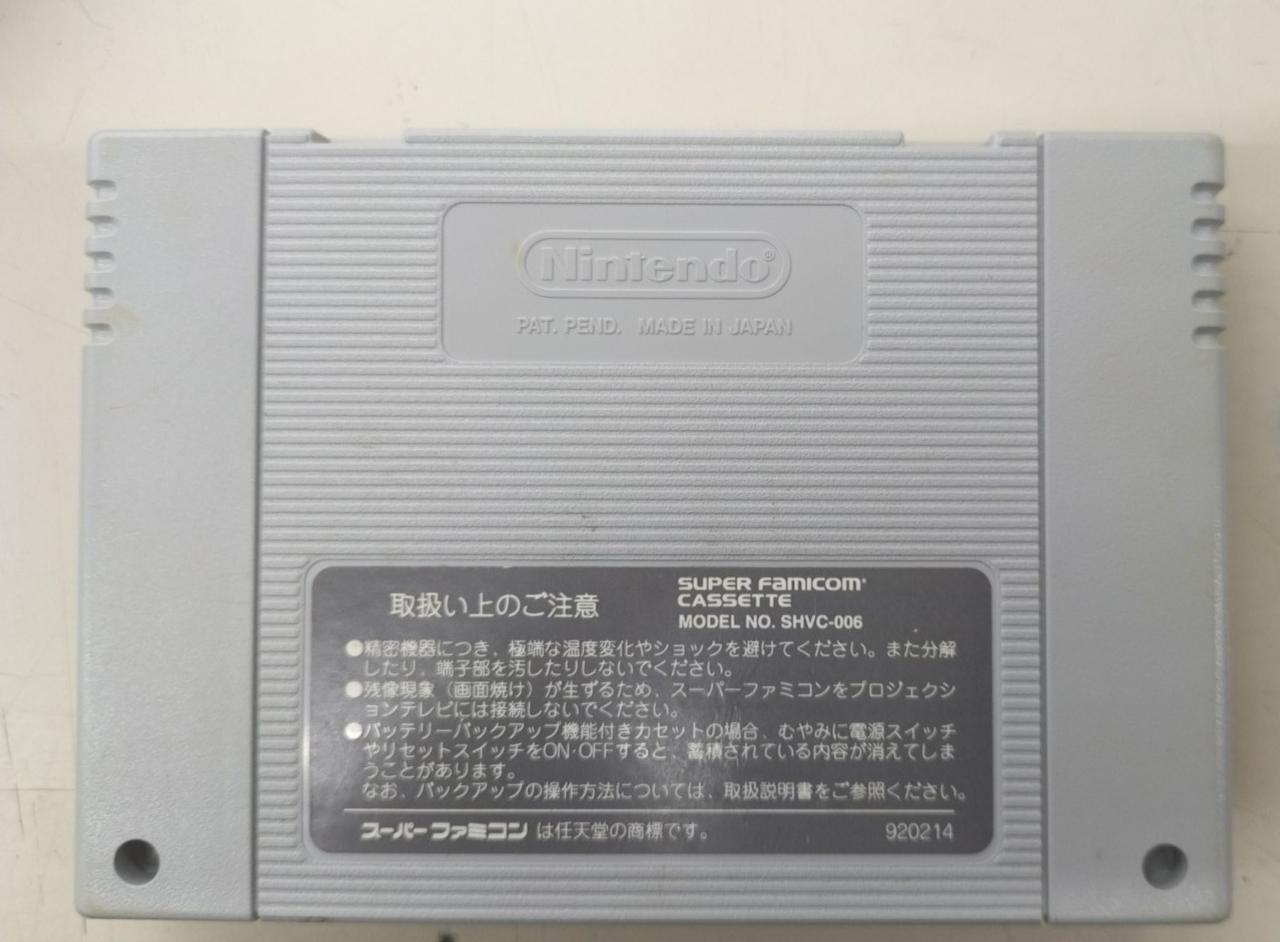 Nintendo®
PAT. PEND. MADE IN JAPAN
取扱い上のご注意
SUPER FAMICOM®
CASSETTE
MODEL NO. SHVC-006
●精密機器につき、極端な温度変化やショックを避けてください。また分解
したり、端子部を汚したりしないでください。
●残像現象（画面焼け）が生ずるため、スーパーファミコンをプロジェクシ
ョンテレビには接続しないでください。
●バッテリーバックアップ機能付きカセットの場合、むやみに電源スイッチ
やリセットスイッチをON·OFFすると、蓄積されている内容が消えてしま
うことがあります。
なお、バックアップの操作方法については、取扱説明書をご参照ください。
スーパーファミコン は任天堂の商標です。
920214